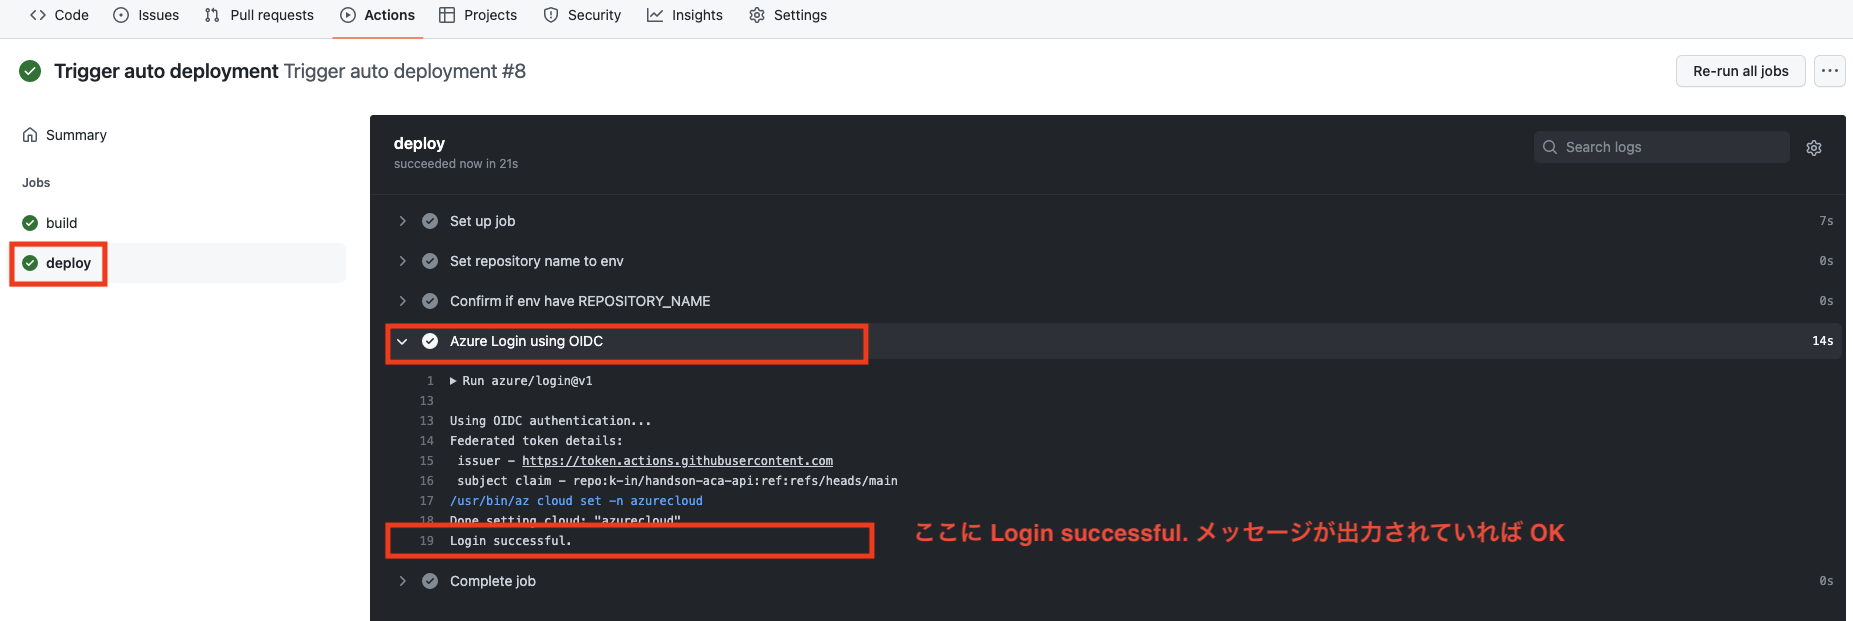 Code Issues Pull requests Actions Projects Security Insights Settings
Trigger auto deployment Trigger auto deployment #8
Re-run all jobs
Summary
Jobs
build
deploy
deploy
succeeded now in 21s
Search logs
Set up job 7s
Set repository name to env 0s
Confirm if env have REPOSITORY_NAME 0s
Azure Login using OIDC 14s
1 Run azure/login@v1
13
13 Using OIDC authentication...
14 Federated token details:
15 issuer - https://token.actions.githubusercontent.com
16 subject claim - repo:k-in/handson-aca-api:ref:refs/heads/main
17 /usr/bin/az cloud set -n azurecloud
18 Done setting cloud: "azurecloud"
19 Login successful.
ここに Login successful. メッセージが出力されていれば OK
Complete job 0s